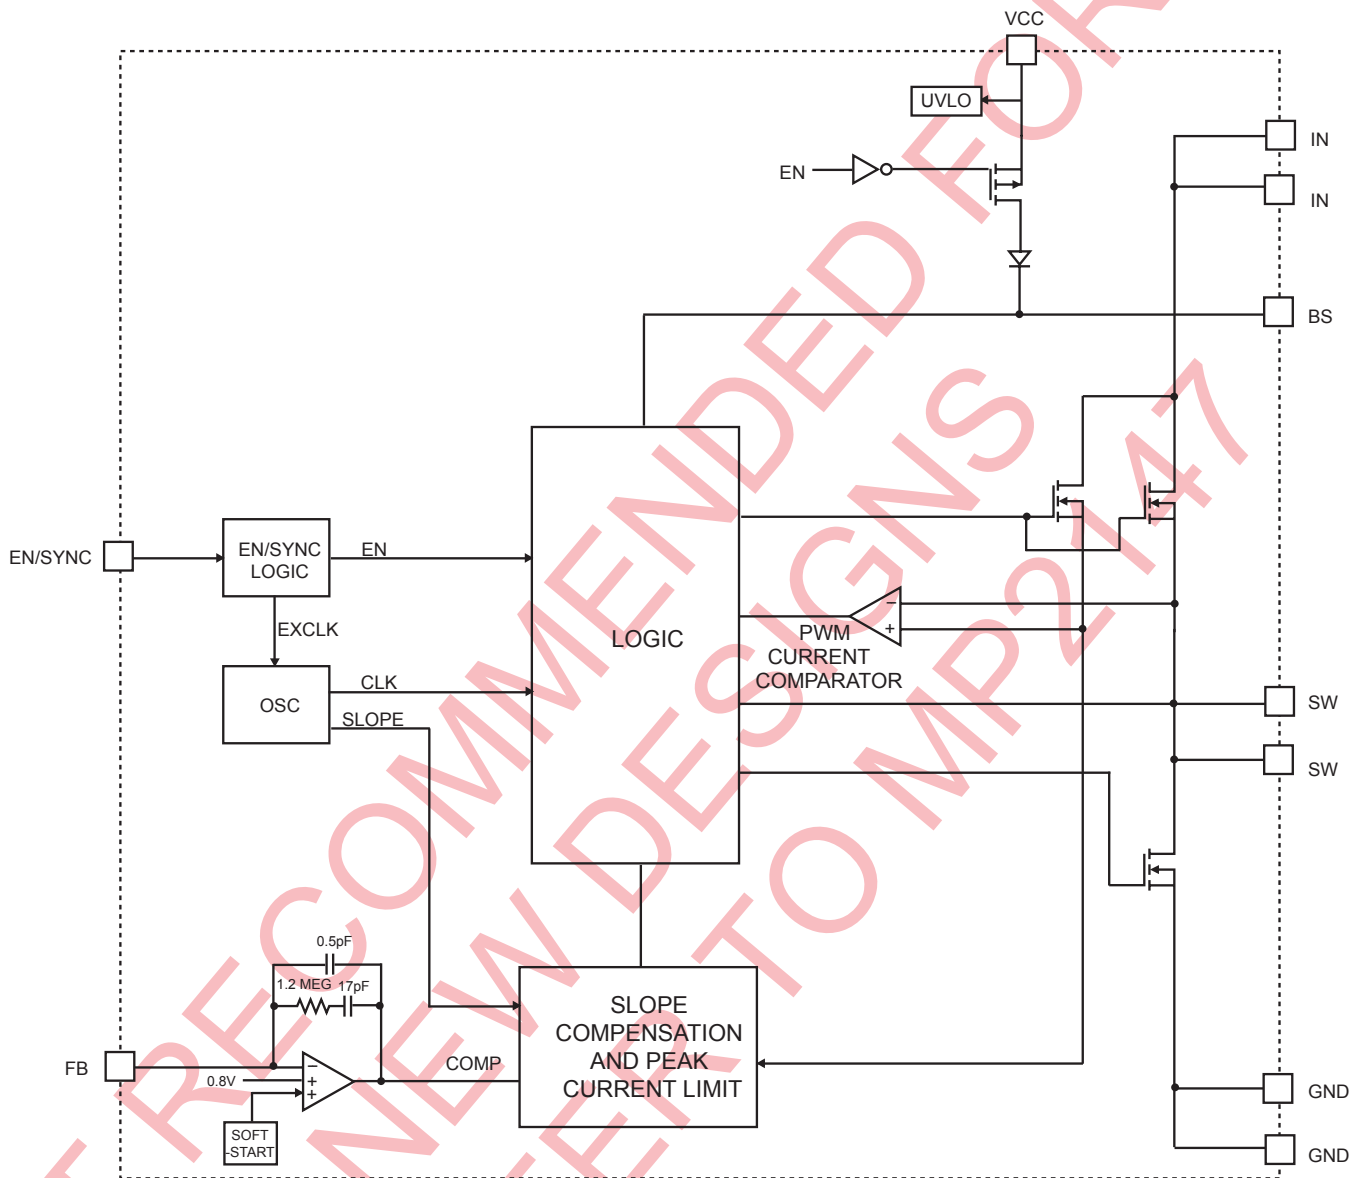 VCC
UVLO
IN
EN
IN
BS
EN/SYNC
EN/SYNC
LOGIC
EN
EXCLK
LOGIC
−
+
PWM
CURRENT
COMPARATOR
OSC
CLK
SLOPE
SW
SW
0.5pF
1.2 MEG
17pF
FB
−
0.8V
+
+
SOFT
-START
COMP
SLOPE
COMPENSATION
AND PEAK
CURRENT LIMIT
GND
GND
T RECOMMENDED FOR
NEW DESIGNS
ER TO MP2147